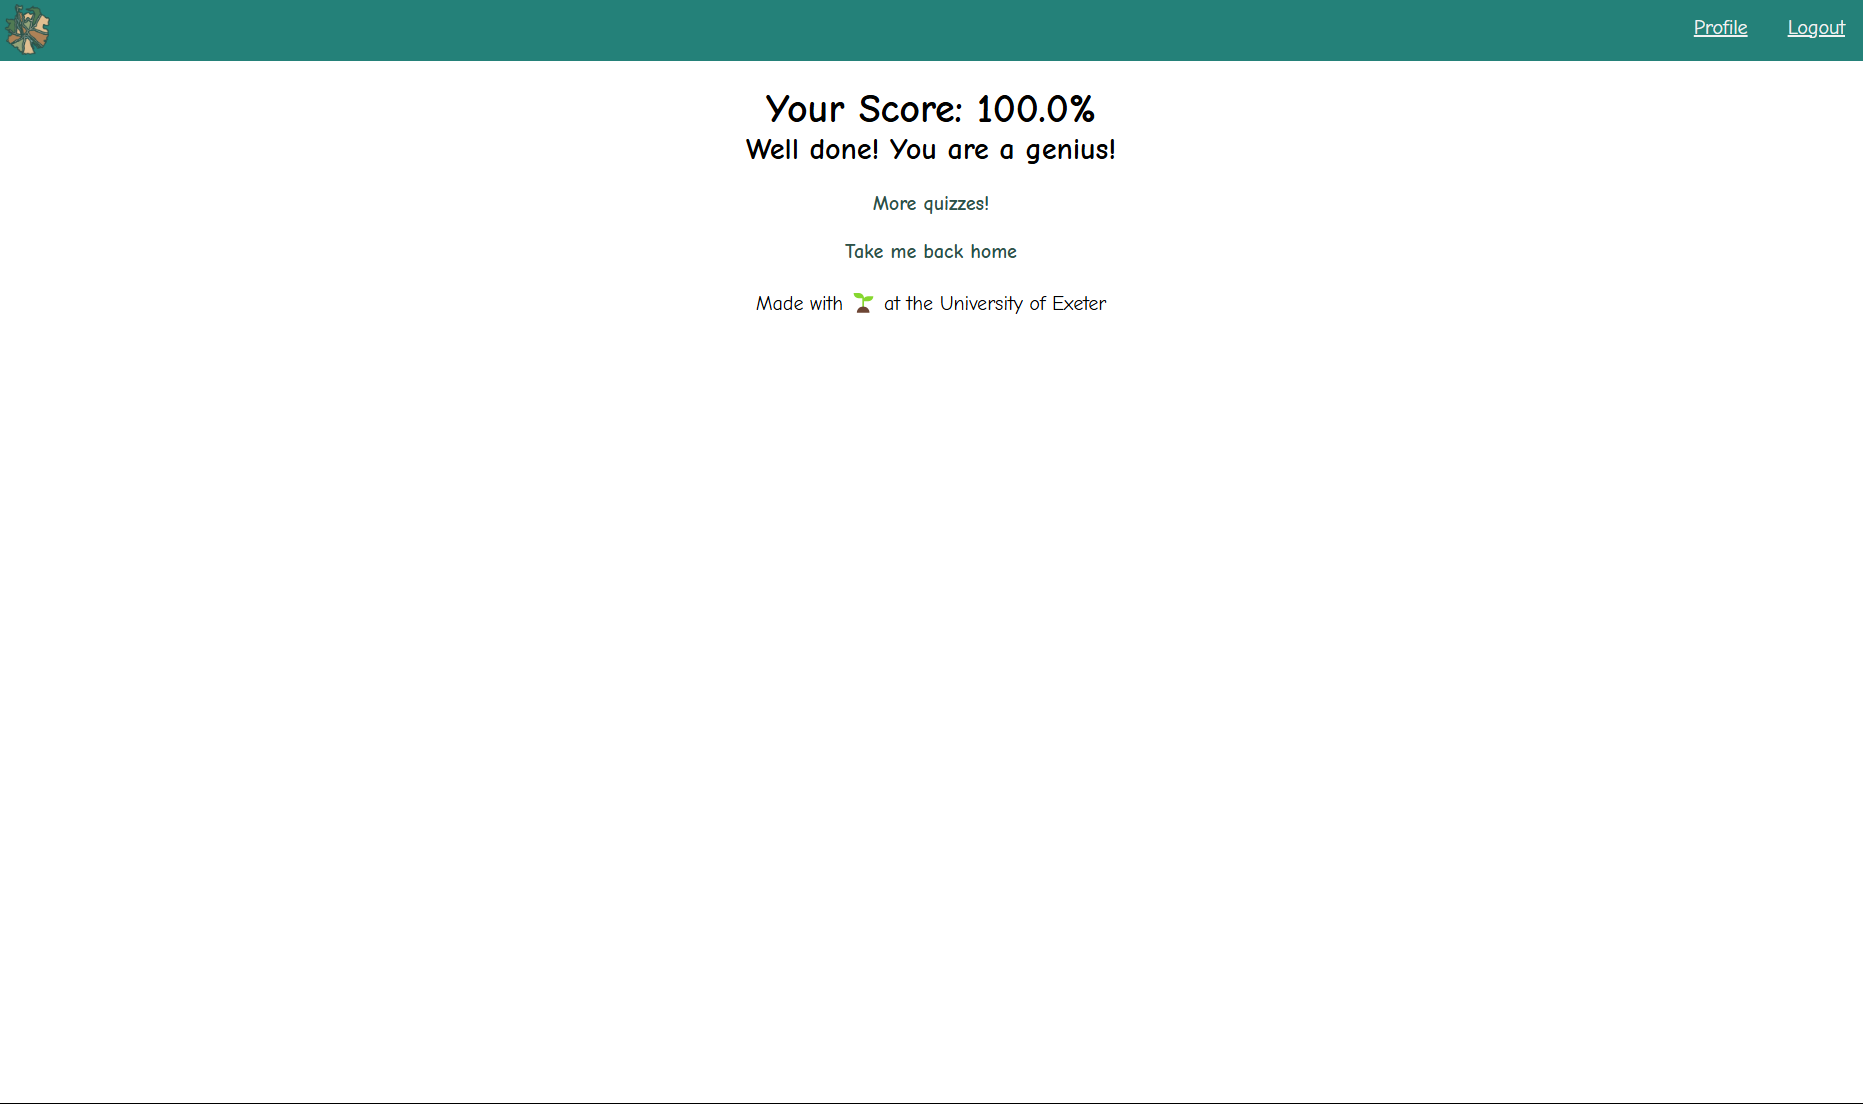 Profile Logout
Your Score: 100.0%
Well done! You are a genius!
More quizzes!
Take me back home
Made with 🌱 at the University of Exeter